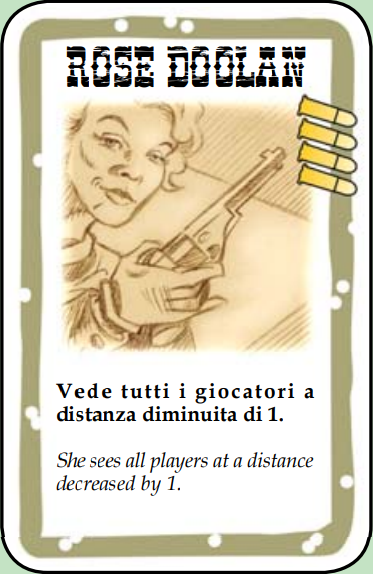 ROSE DOOLAN
Vede tutti i giocatori a
distanza diminuita di 1.
She sees all players at a distance
decreased by 1.